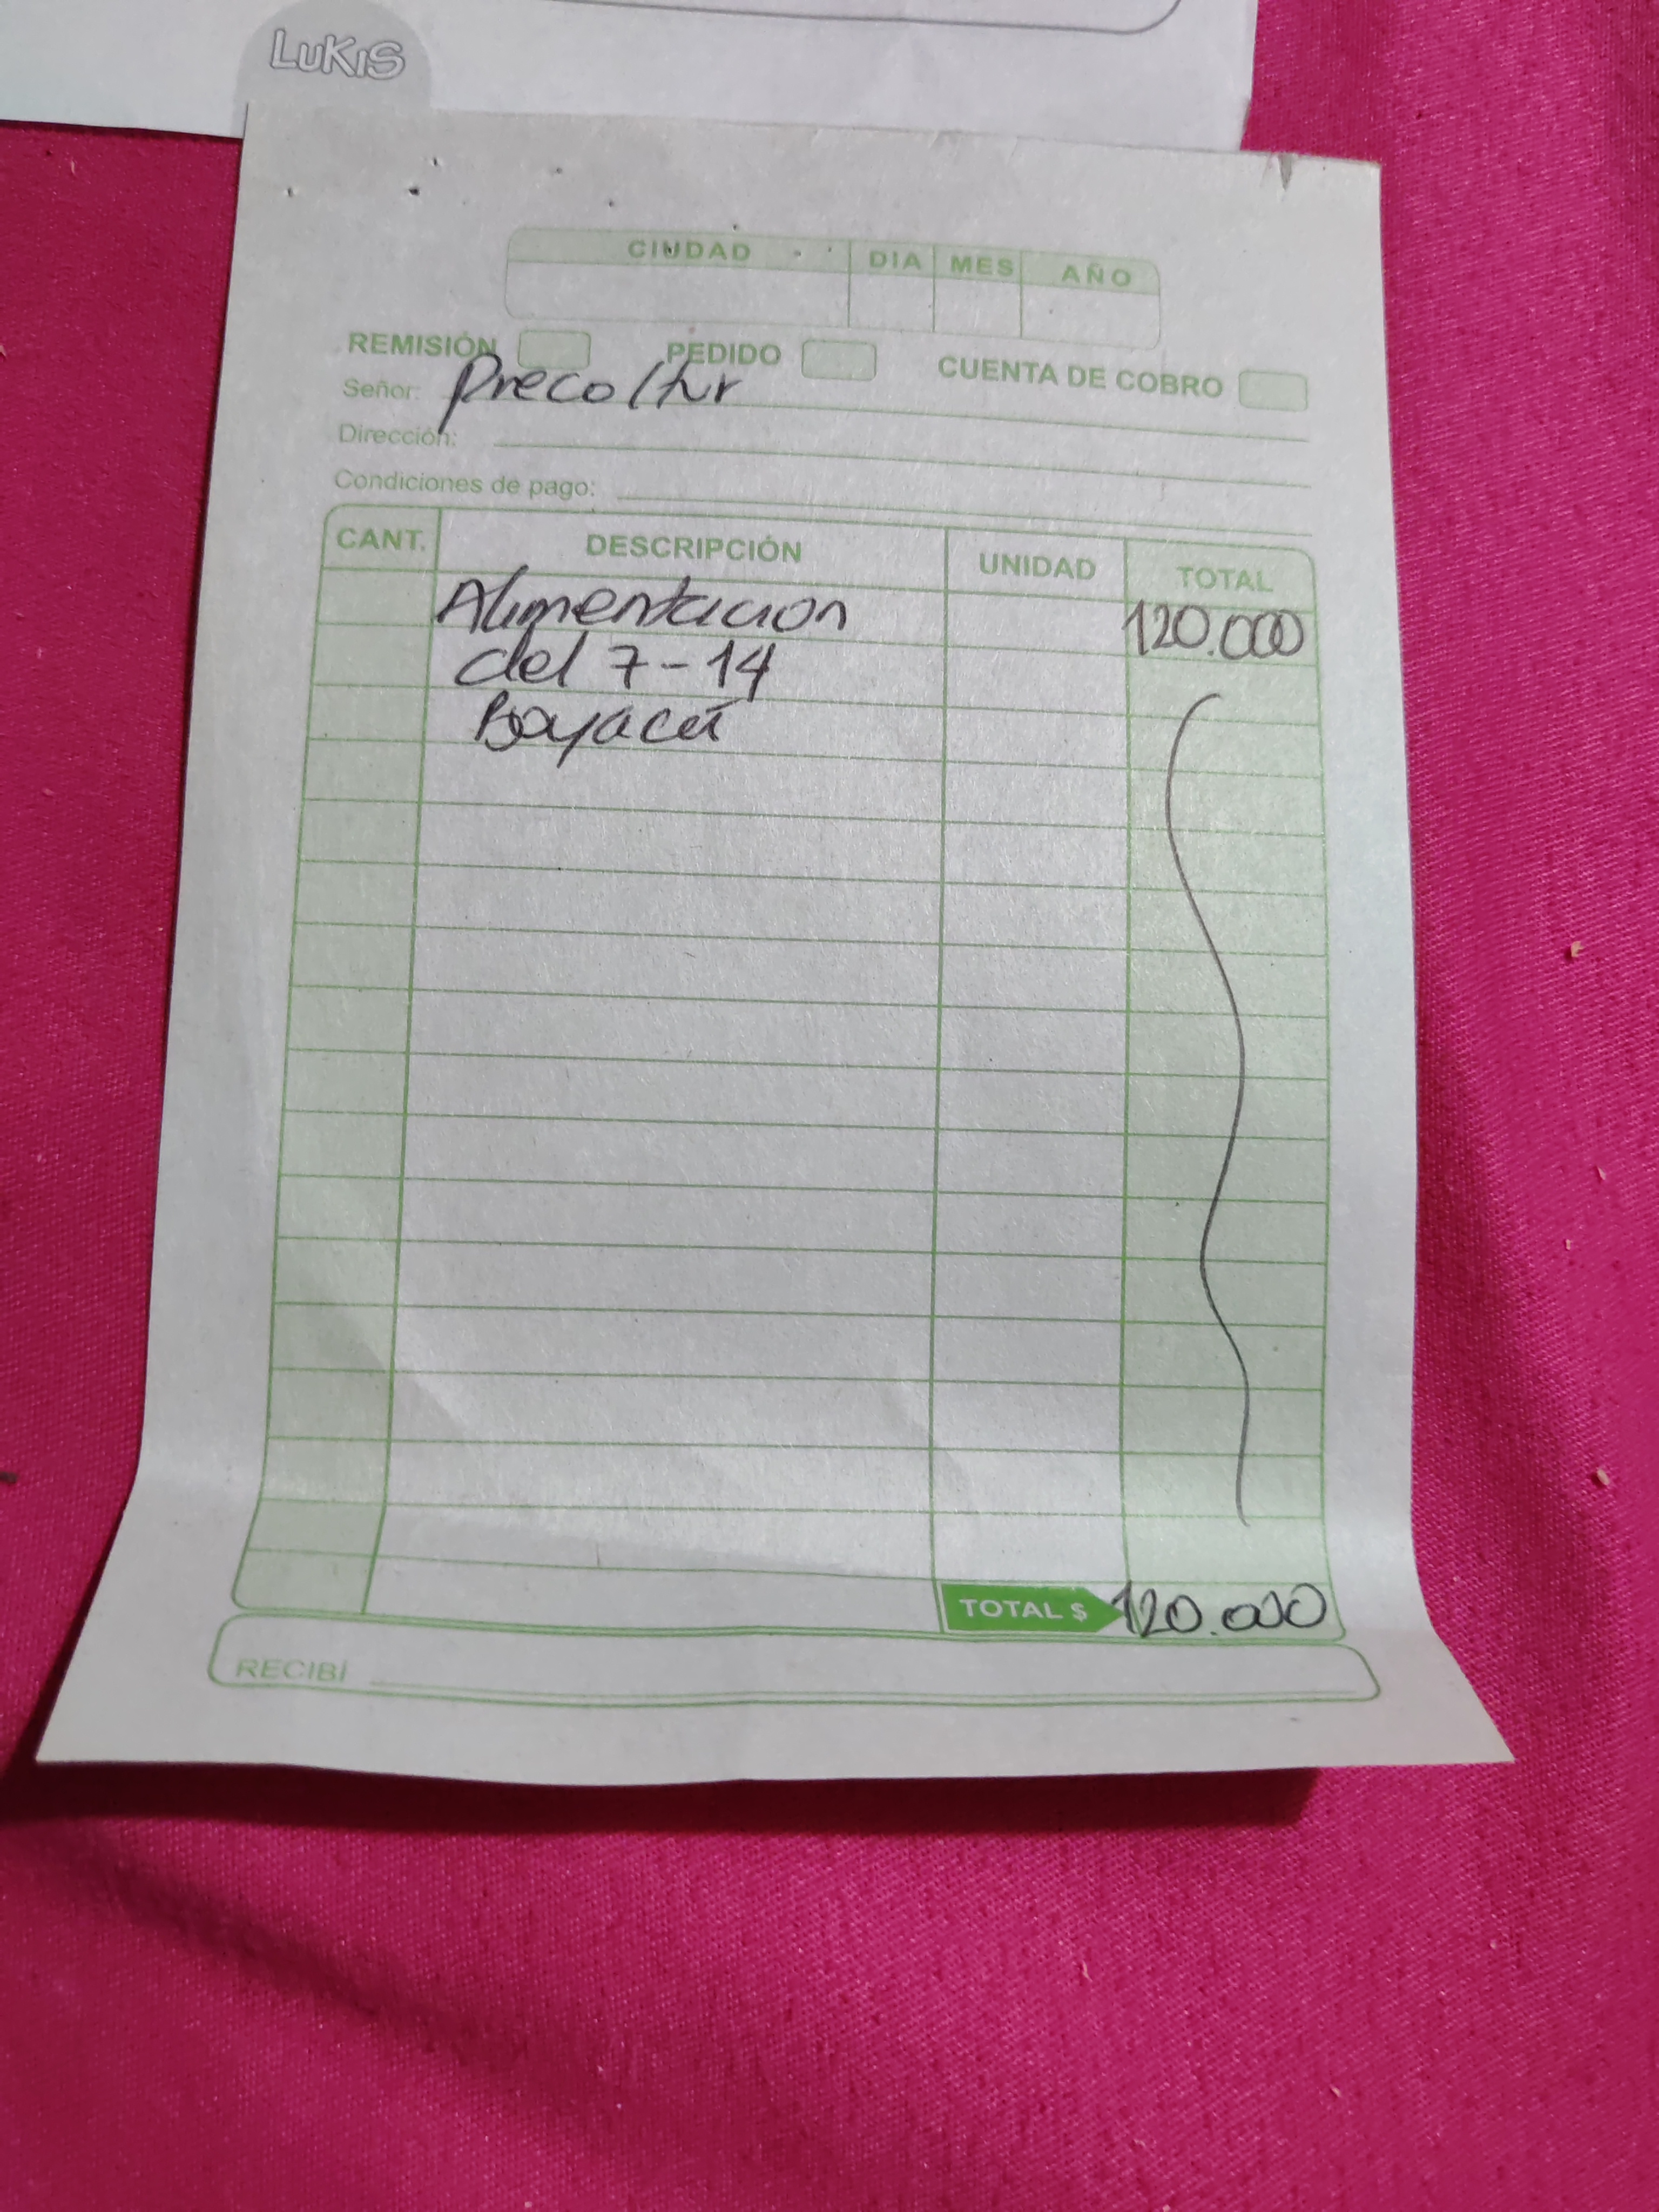 LuKIS
CIUDAD DIA MES AÑO
REMISIÓN PEDIDO CUENTA DE COBRO
Señor: Precoltur
Dirección:
Condiciones de pago:
CANT. DESCRIPCIÓN UNIDAD TOTAL
Alimentacion 120.000
del 7-14
Boyacá
TOTAL $ 120.000
RECIBÍ